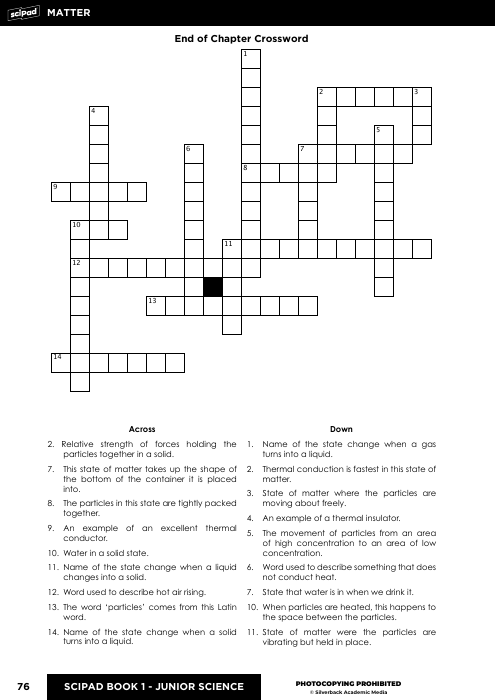 scipad MATTER
End of Chapter Crossword
1
2 3
4
5
6 7
8
9
10
11
12
13
14
Across
2. Relative strength of forces holding the
particles together in a solid.
7. This state of matter takes up the shape of
the bottom of the container it is placed
into.
8. The particles in this state are tightly packed
together.
9. An example of an excellent thermal
conductor.
10. Water in a solid state.
11. Name of the state change when a liquid
changes into a solid.
12. Word used to describe hot air rising.
13. The word ‘particles’ comes from this Latin
word.
14. Name of the state change when a solid
turns into a liquid.
Down
1. Name of the state change when a gas
turns into a liquid.
2. Thermal conduction is fastest in this state of
matter.
3. State of matter where the particles are
moving about freely.
4. An example of a thermal insulator.
5. The movement of particles from an area
of high concentration to an area of low
concentration.
6. Word used to describe something that does
not conduct heat.
7. State that water is in when we drink it.
10. When particles are heated, this happens to
the space between the particles.
11. State of matter were the particles are
vibrating but held in place.
76 SCIPAD BOOK 1 - JUNIOR SCIENCE
PHOTOCOPYING PROHIBITED
© Silverback Academic Media